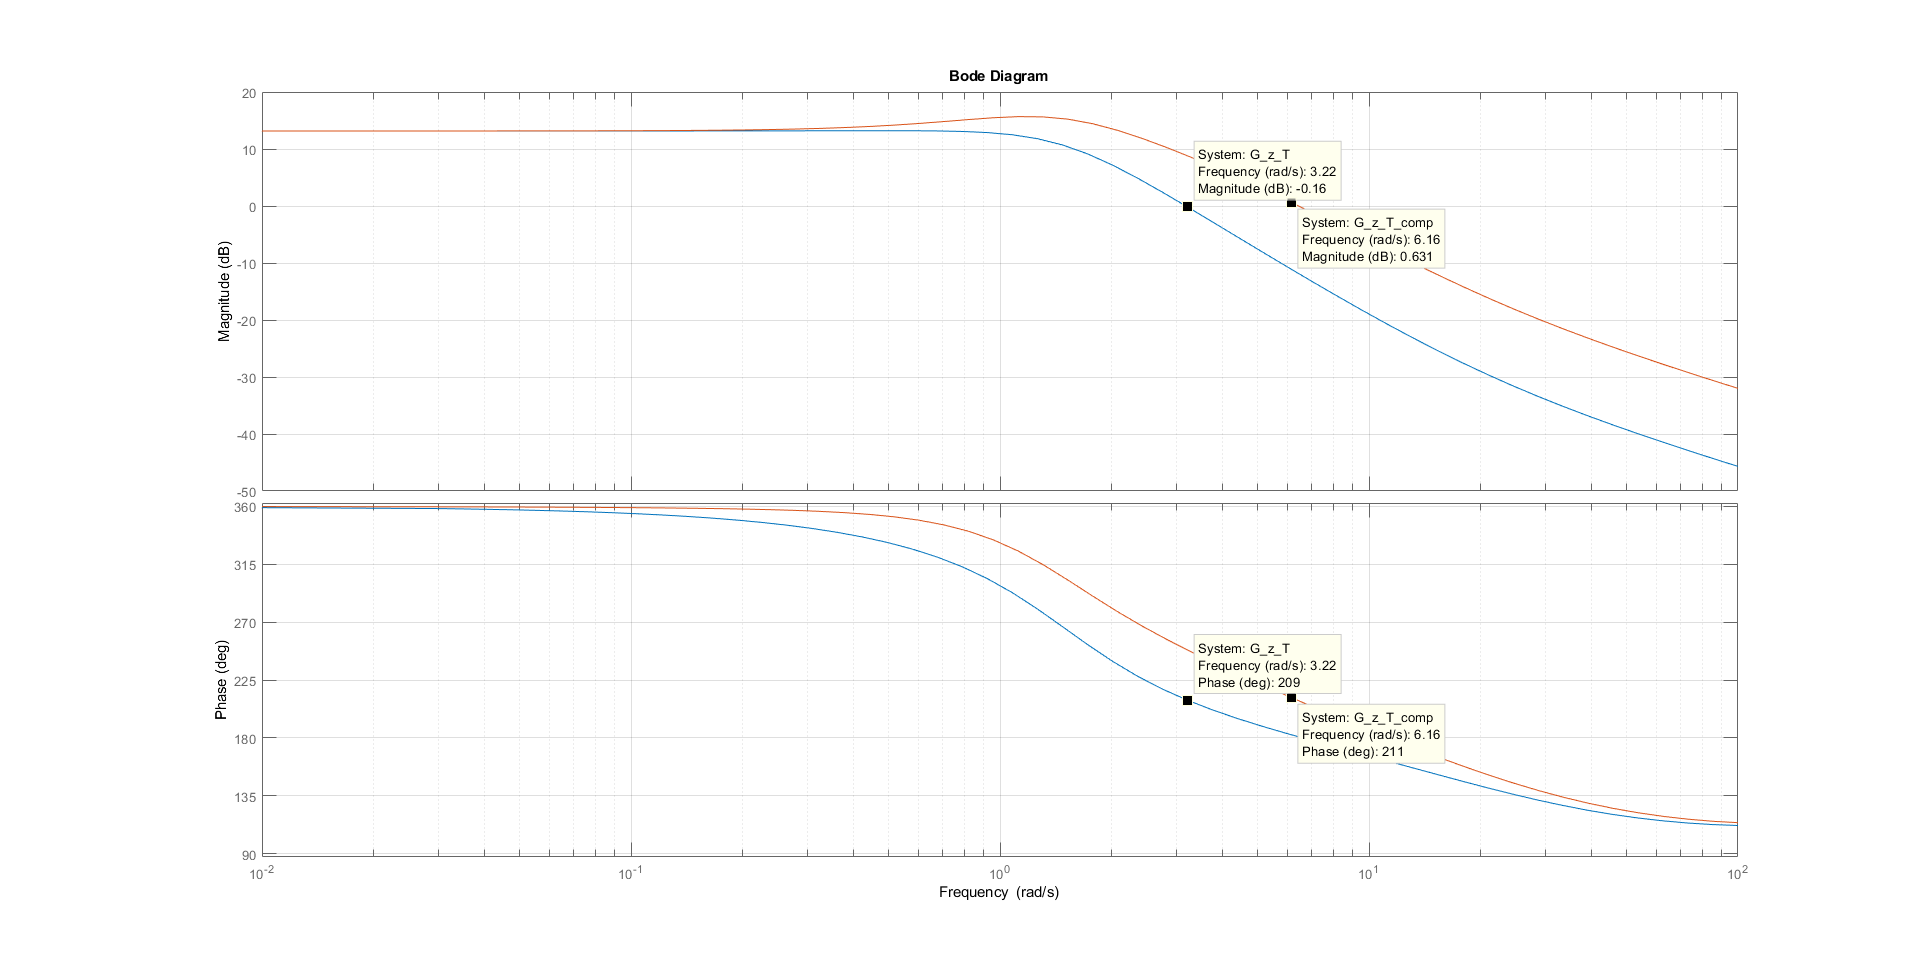 Bode Diagram
20
10
0
-10
-20
-30
-40
-50
Magnitude (dB)
System: G_z_T
Frequency (rad/s): 3.22
Magnitude (dB): -0.16
System: G_z_T_comp
Frequency (rad/s): 6.16
Magnitude (dB): 0.631
360
315
270
225
180
135
90
Phase (deg)
System: G_z_T
Frequency (rad/s): 3.22
Phase (deg): 209
System: G_z_T_comp
Frequency (rad/s): 6.16
Phase (deg): 211
10⁻² 10⁻¹ 10⁰ 10¹ 10²
Frequency (rad/s)